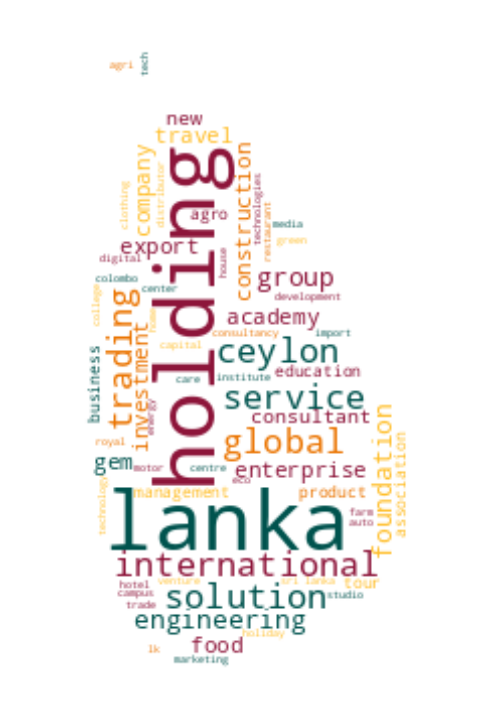 agri
tech
new
travel
holding
company
clothing
distributor
construction
technologies
restaurant
agro
media
green
export
digital
house
colombo
center
group
development
college
trading
investment
home
academy
consultancy
import
capital
ceylon
business
care
institute
education
service
energy
consultant
royal
global
foundation
association
gem
motor
centre
enterprise
eco
technology
management
product
lanka
farm
auto
international
hotel
venture
sri lanka
tour
campus
solution
studio
trade
engineering
holiday
food
lk
marketing